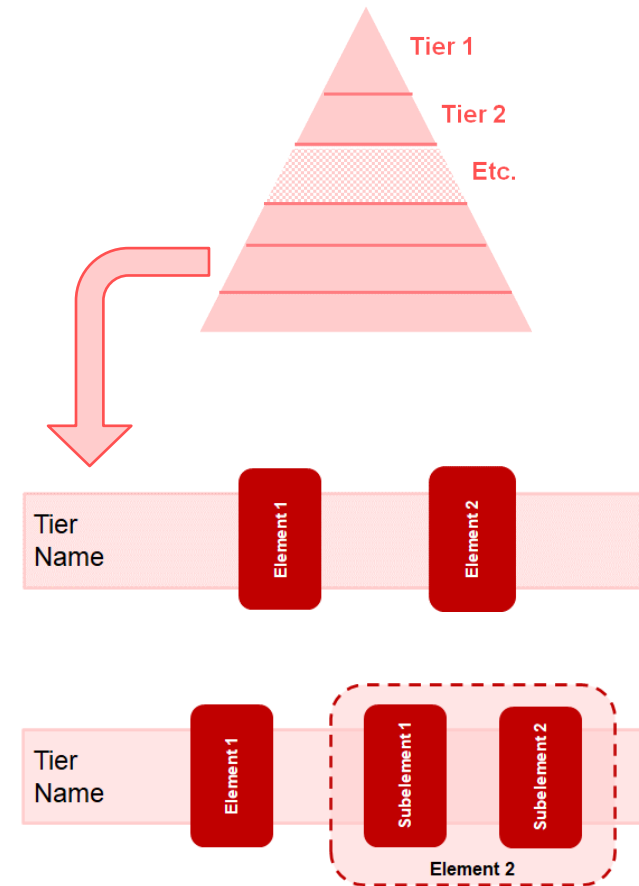 Tier 1
Tier 2
Etc.
Tier
Name
Element 1
Element 2
Tier
Name
Element 1
Subelement 1
Subelement 2
Element 2